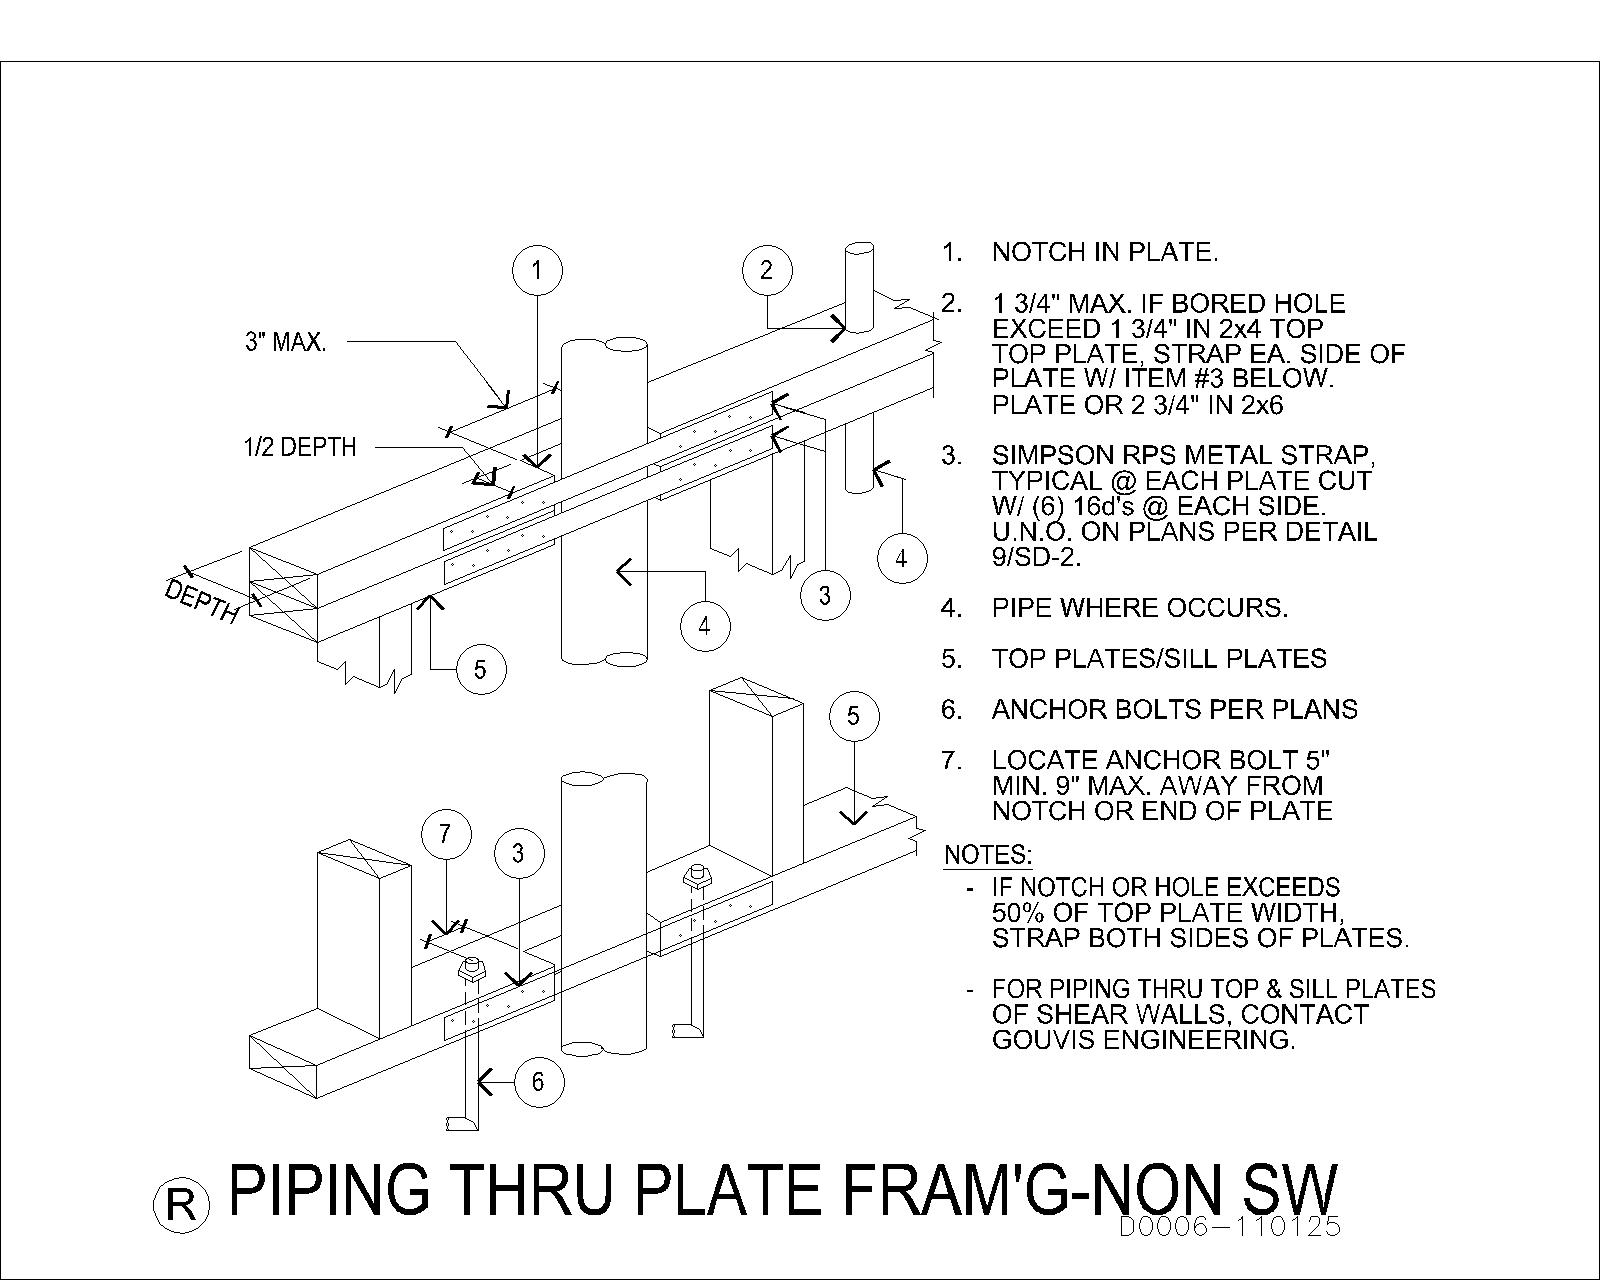 1
2
3" MAX.
1/2 DEPTH
DEPTH
4
3
4
5
5
7
3
6
1. NOTCH IN PLATE.
2. 1 3/4" MAX. IF BORED HOLE
EXCEED 1 3/4" IN 2x4 TOP
TOP PLATE, STRAP EA. SIDE OF
PLATE W/ ITEM #3 BELOW.
PLATE OR 2 3/4" IN 2x6
3. SIMPSON RPS METAL STRAP,
TYPICAL @ EACH PLATE CUT
W/ (6) 16d's @ EACH SIDE.
U.N.O. ON PLANS PER DETAIL
9/SD-2.
4. PIPE WHERE OCCURS.
5. TOP PLATES/SILL PLATES
6. ANCHOR BOLTS PER PLANS
7. LOCATE ANCHOR BOLT 5"
MIN. 9" MAX. AWAY FROM
NOTCH OR END OF PLATE
NOTES:
- IF NOTCH OR HOLE EXCEEDS
50% OF TOP PLATE WIDTH,
STRAP BOTH SIDES OF PLATES.
- FOR PIPING THRU TOP & SILL PLATES
OF SHEAR WALLS, CONTACT
GOUVIS ENGINEERING.
R PIPING THRU PLATE FRAM'G-NON SW
D0006-110125